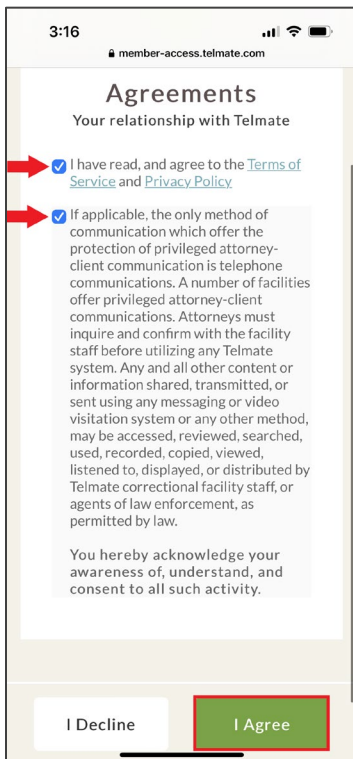 3:16
member-access.telmate.com
Agreements
Your relationship with Telmate
I have read, and agree to the Terms of
Service and Privacy Policy
If applicable, the only method of
communication which offer the
protection of privileged attorney-
client communication is telephone
communications. A number of facilities
offer privileged attorney-client
communications. Attorneys must
inquire and confirm with the facility
staff before utilizing any Telmate
system. Any and all other content or
information shared, transmitted, or
sent using any messaging or video
visitation system or any other method,
may be accessed, reviewed, searched,
used, recorded, copied, viewed,
listened to, displayed, or distributed by
Telmate correctional facility staff, or
agents of law enforcement, as
permitted by law.
You hereby acknowledge your
awareness of, understand, and
consent to all such activity.
I Decline
I Agree